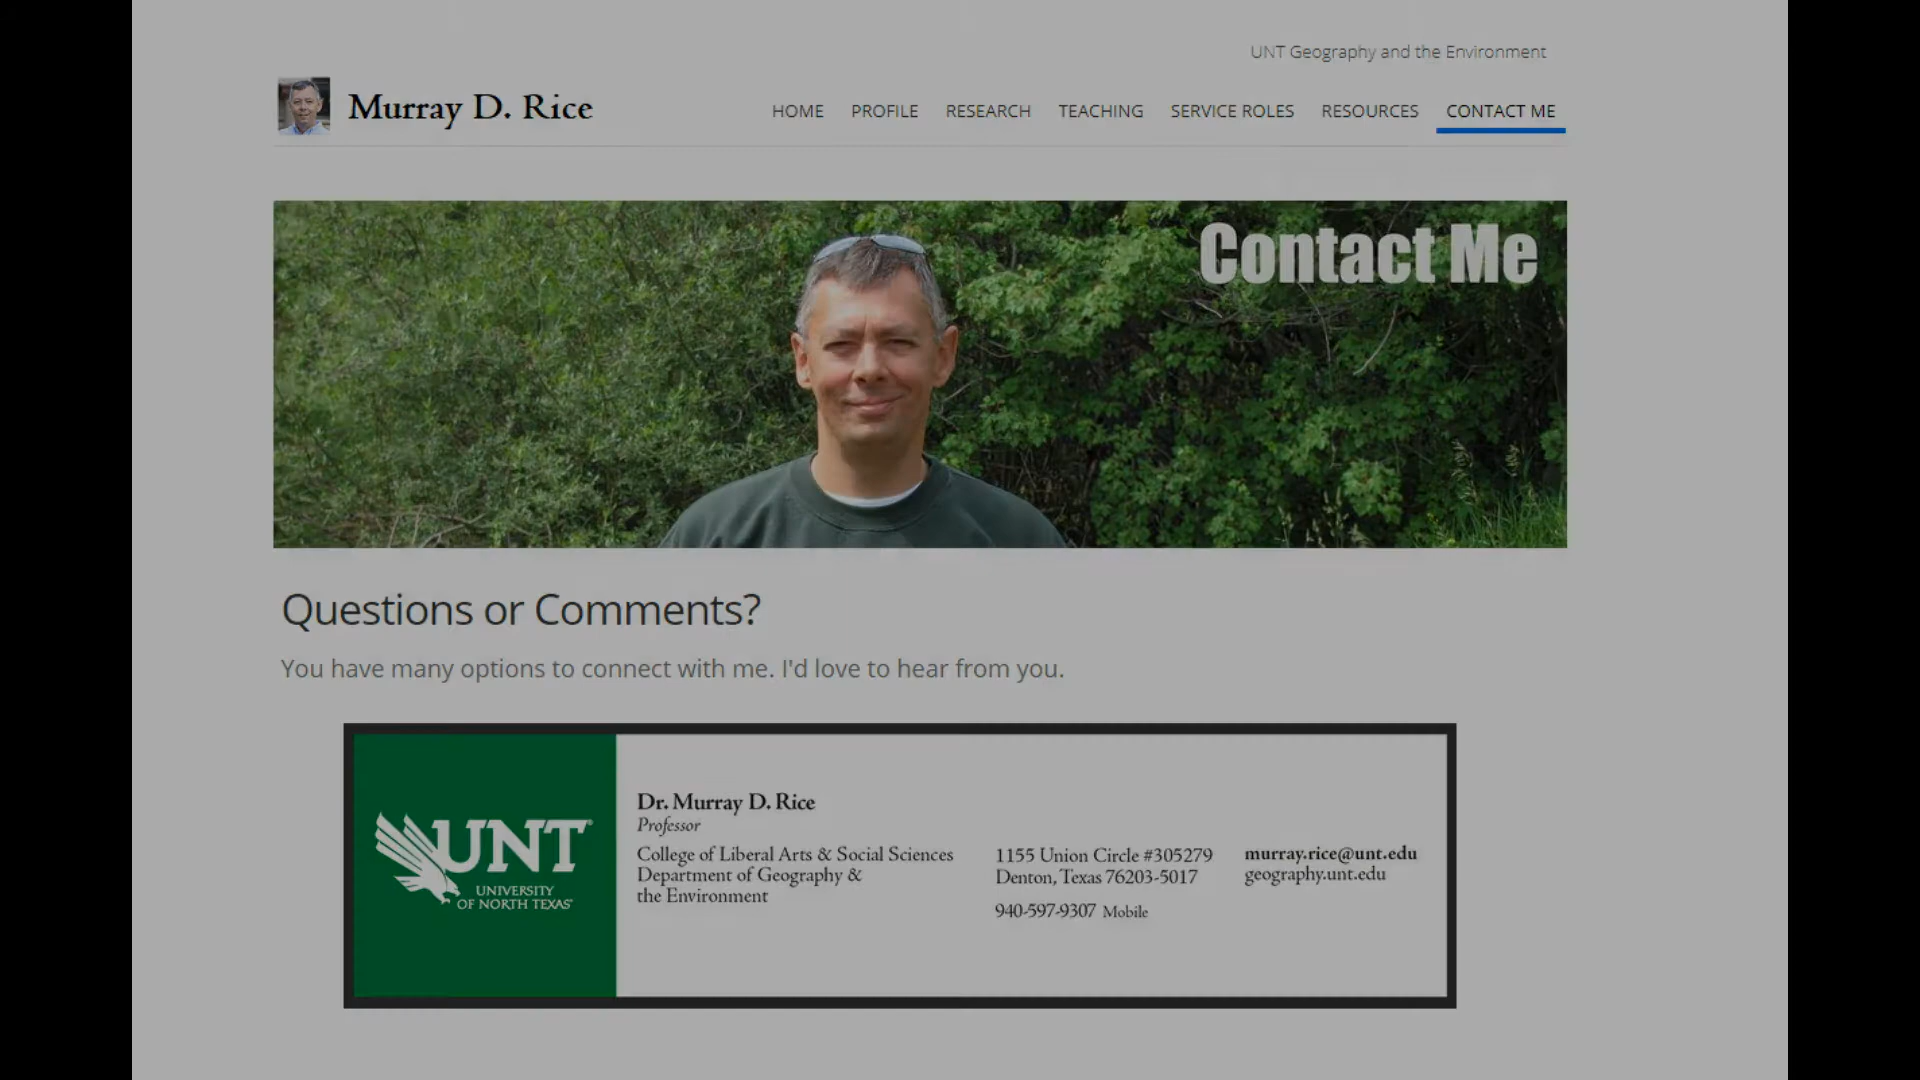 UNT Geography and the Environment
Murray D. Rice
HOME PROFILE RESEARCH TEACHING SERVICE ROLES RESOURCES CONTACT ME
Contact Me
Questions or Comments?
You have many options to connect with me. I'd love to hear from you.
UNT®
UNIVERSITY
OF NORTH TEXAS®
Dr. Murray D. Rice
Professor
College of Liberal Arts & Social Sciences
Department of Geography &
the Environment
1155 Union Circle #305279
Denton, Texas 76203-5017
940-597-9307 Mobile
murray.rice@unt.edu
geography.unt.edu